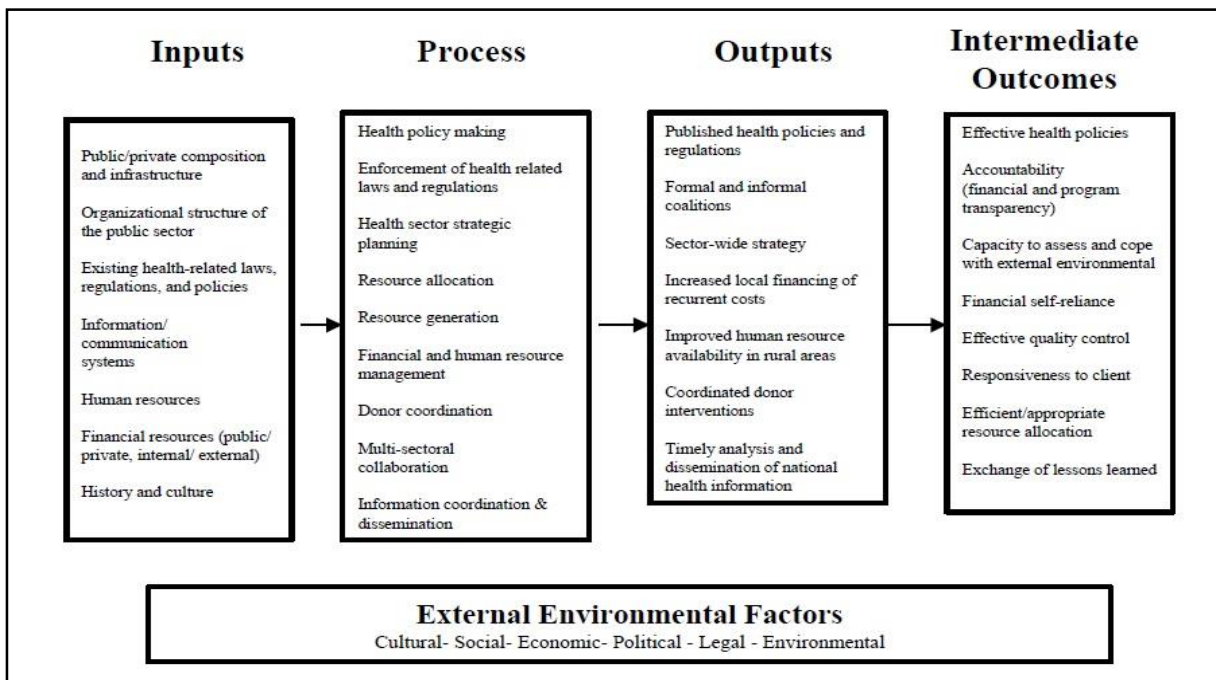 Inputs
Public/private composition
and infrastructure
Organizational structure of
the public sector
Existing health-related laws,
regulations, and policies
Information/
communication
systems
Human resources
Financial resources (public/
private, internal/ external)
History and culture
Process
Health policy making
Enforcement of health related
laws and regulations
Health sector strategic
planning
Resource allocation
Resource generation
Financial and human resource
management
Donor coordination
Multi-sectoral
collaboration
Information coordination &
dissemination
Outputs
Published health policies and
regulations
Formal and informal
coalitions
Sector-wide strategy
Increased local financing of
recurrent costs
Improved human resource
availability in rural areas
Coordinated donor
interventions
Timely analysis and
dissemination of national
health information
Intermediate
Outcomes
Effective health policies
Accountability
(financial and program
transparency)
Capacity to assess and cope
with external environmental
Financial self-reliance
Effective quality control
Responsiveness to client
Efficient/appropriate
resource allocation
Exchange of lessons learned
External Environmental Factors
Cultural- Social- Economic- Political - Legal - Environmental